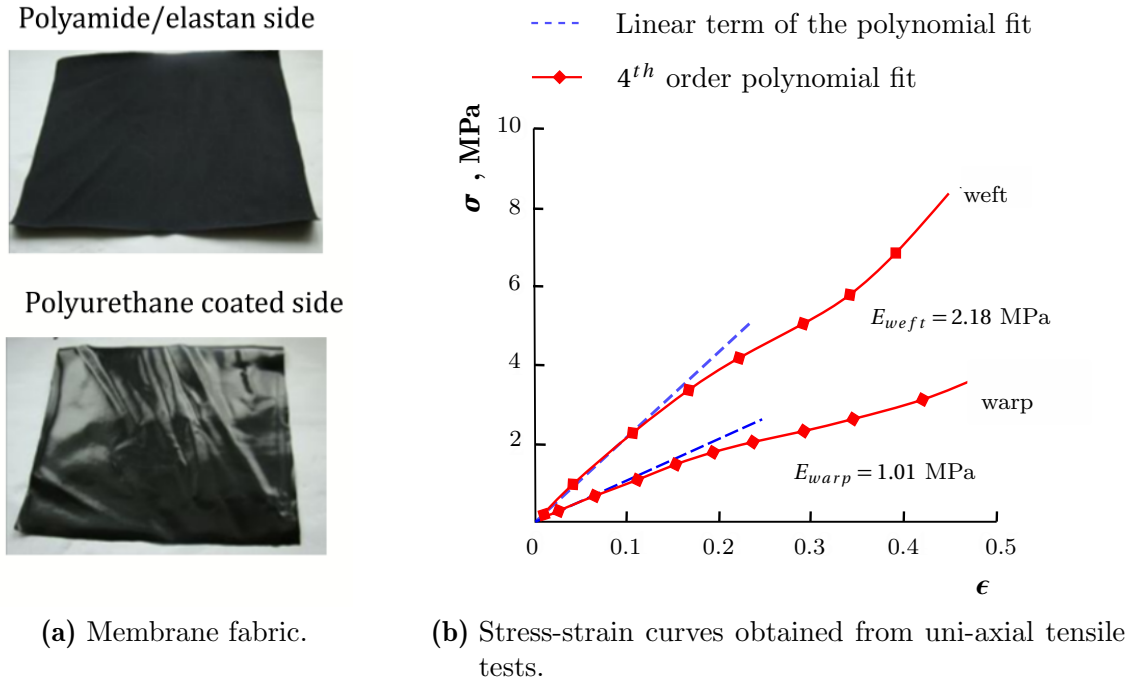 Polyamide/elastan side
Polyurethane coated side
(a) Membrane fabric.
Linear term of the polynomial fit
4th order polynomial fit
σ , MPa
10
8
6
4
2
0
0.1
0.2
0.3
0.4
0.5
ϵ
weft
Eweft = 2.18 MPa
warp
Ewarp = 1.01 MPa
(b) Stress-strain curves obtained from uni-axial tensile
tests.